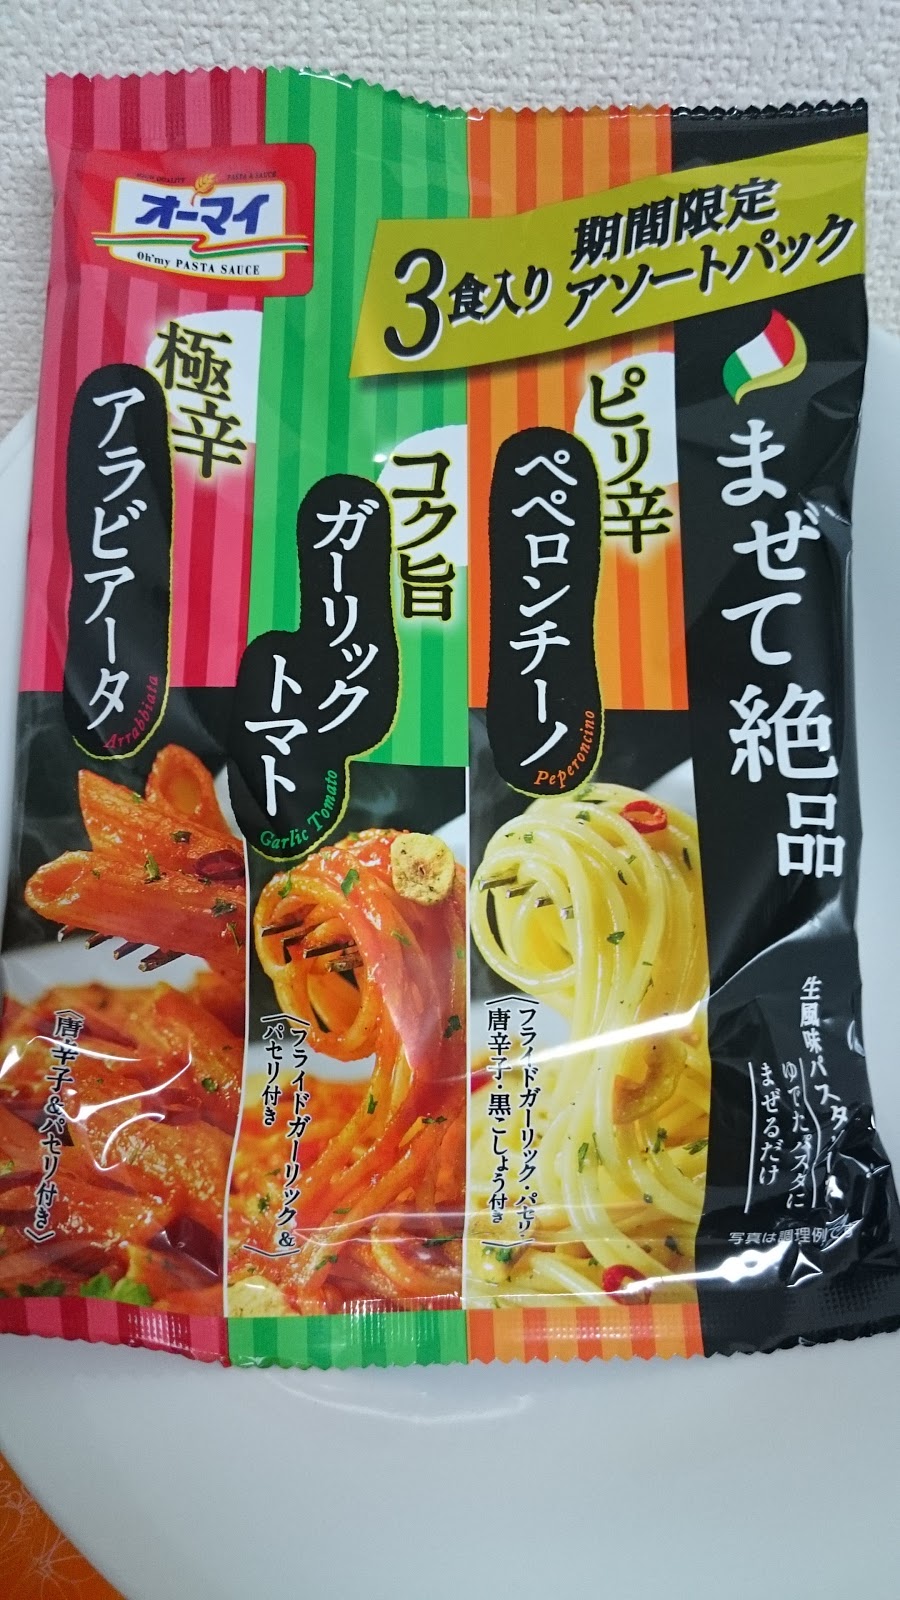 HIGH QUALITY PASTA & SAUCE
オーマイ
Oh'my PASTA SAUCE
3食入り
期間限定
アソートパック
まぜて絶品
生風味パスタソース
ゆでたパスタに
まぜるだけ
写真は調理例です
ピリ辛
ペペロンチーノ
Peperoncino
〈フライドガーリック・パセリ・
唐辛子・黒こしょう付き〉
コク旨
ガーリック
トマト
Garlic Tomato
〈フライドガーリック&
パセリ付き〉
極辛
アラビアータ
Arrabbiata
〈唐辛子&パセリ付き〉